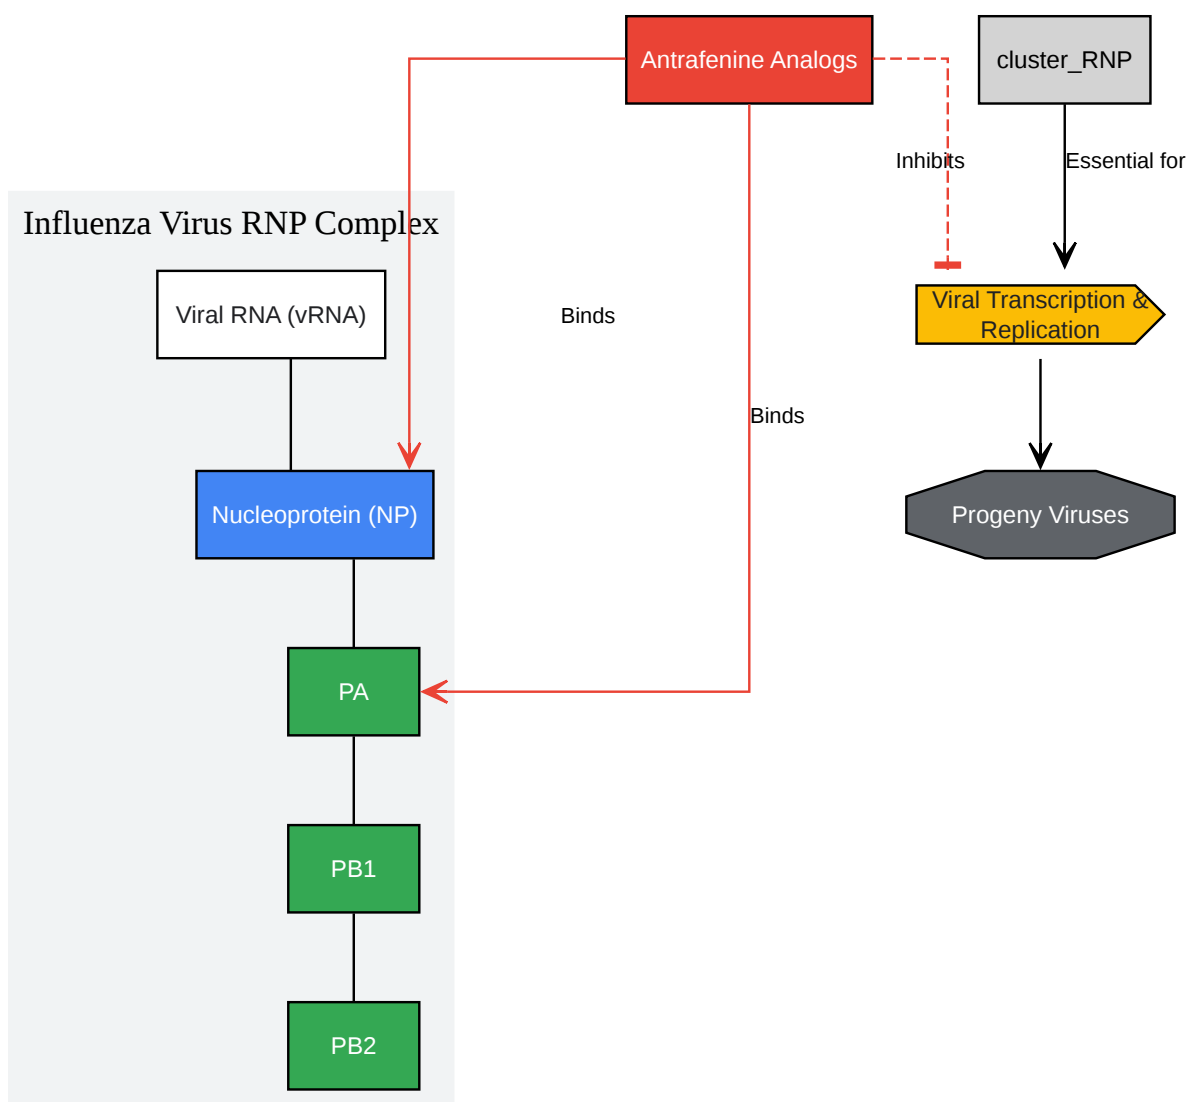 Antrafenine Analogs
cluster_RNP
Inhibits
Essential for
Influenza Virus RNP Complex
Viral RNA (vRNA)
Binds
Viral Transcription &
Replication
Binds
Nucleoprotein (NP)
Progeny Viruses
PA
PB1
PB2